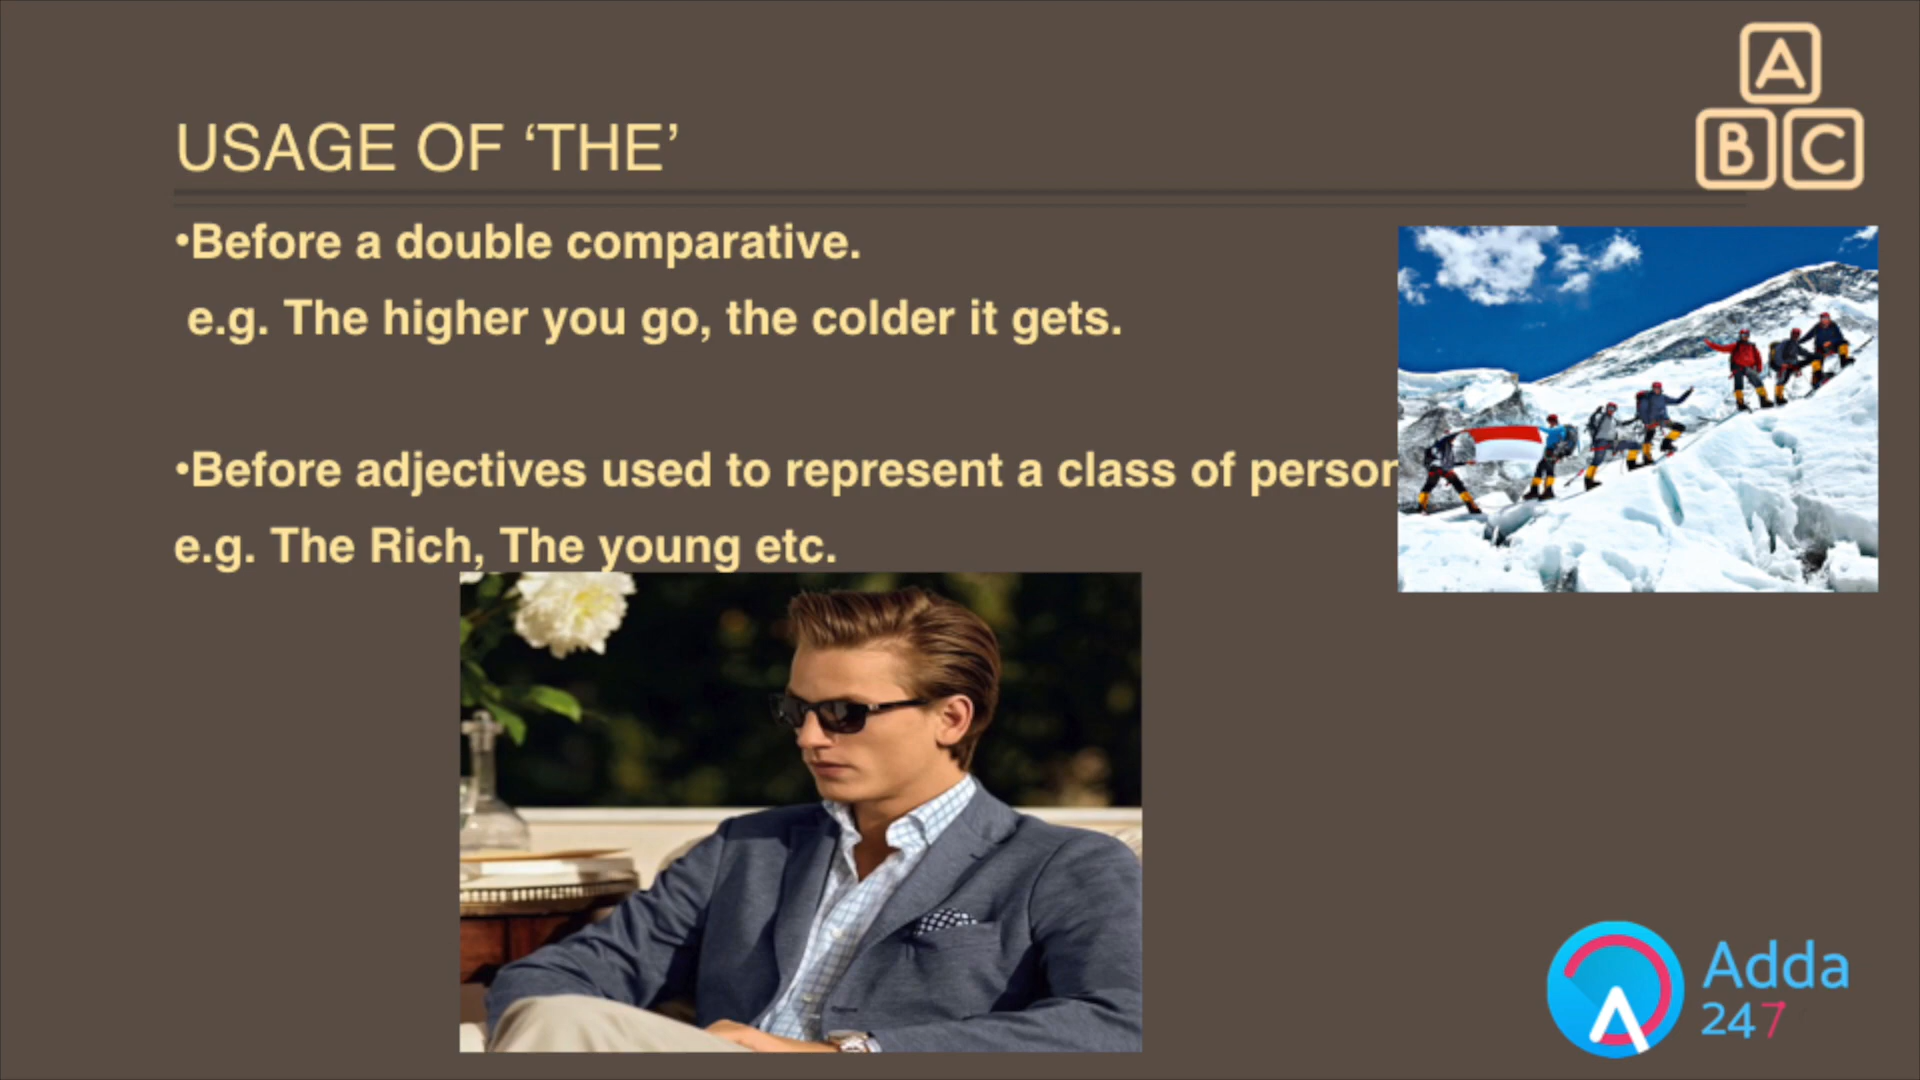 A
B C
USAGE OF ‘THE’
•Before a double comparative.
e.g. The higher you go, the colder it gets.
•Before adjectives used to represent a class of person
e.g. The Rich, The young etc.
Adda
247